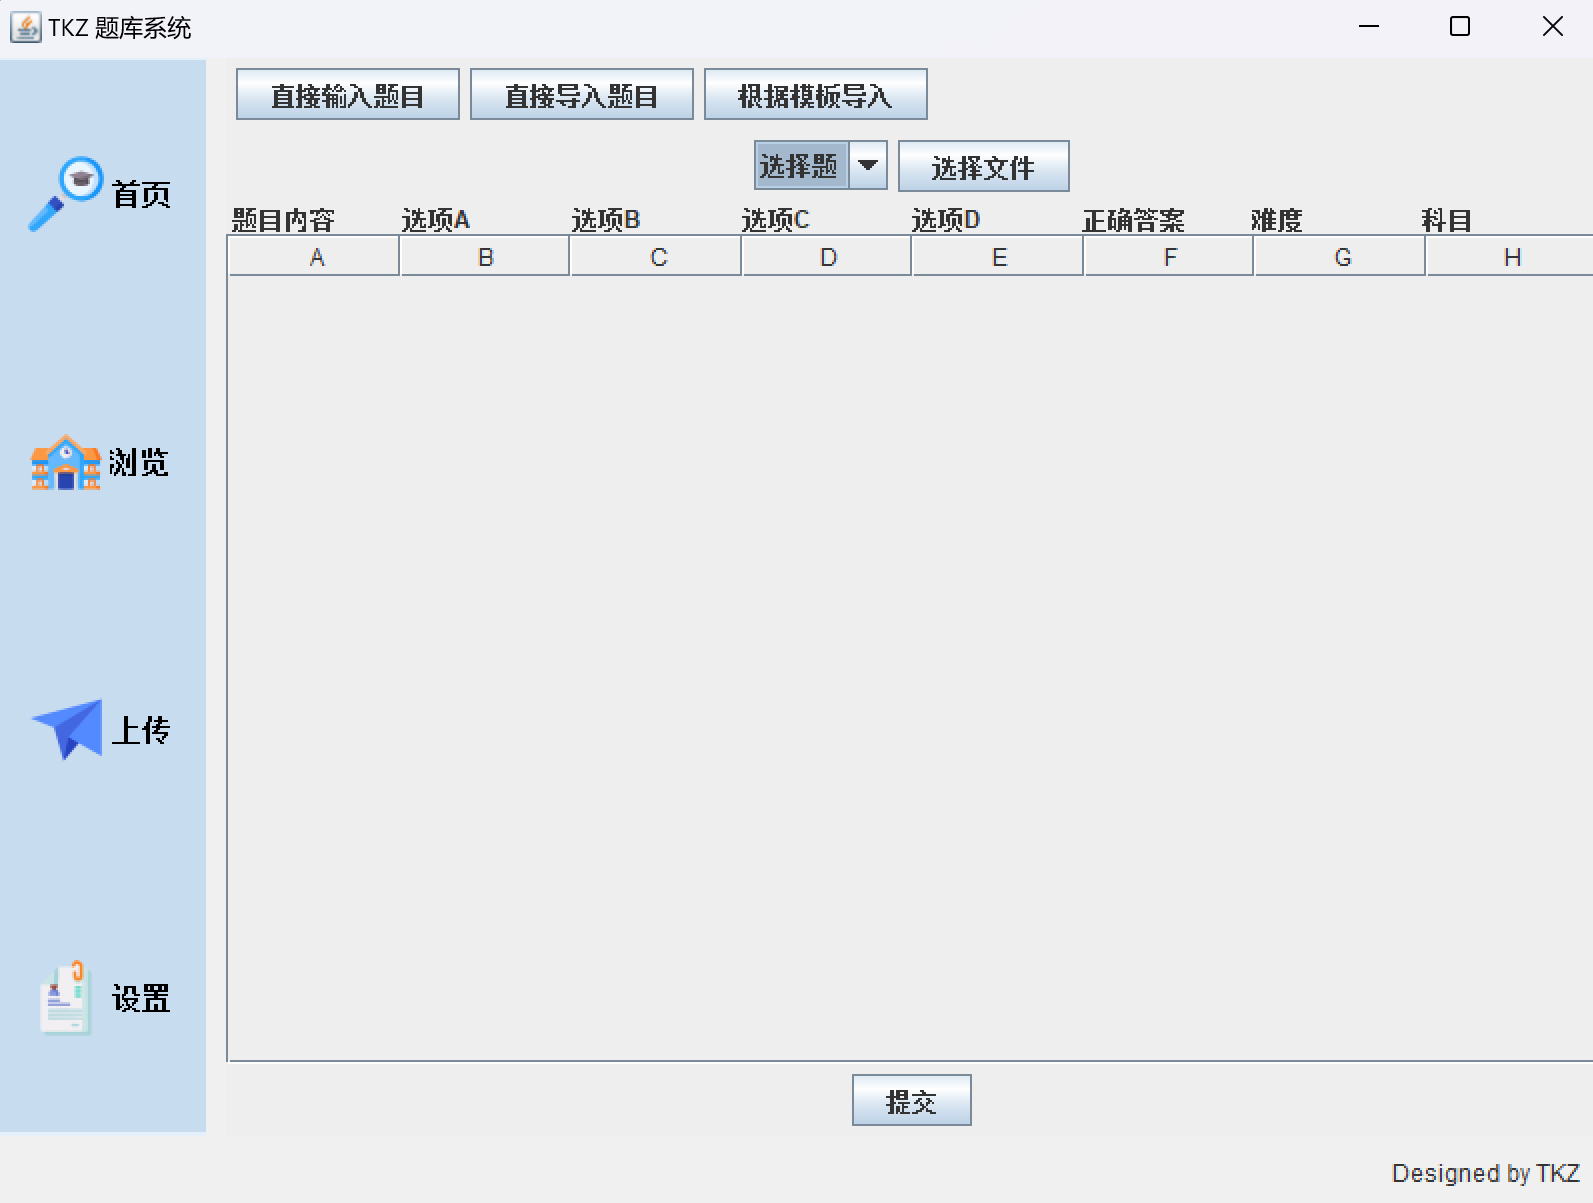 TKZ 题库系统
直接输入题目 直接导入题目 根据模板导入
选择题 选择文件
题目内容 选项A 选项B 选项C 选项D 正确答案 难度 科目
A B C D E F G H
首页
浏览
上传
设置
提交
Designed by TKZ